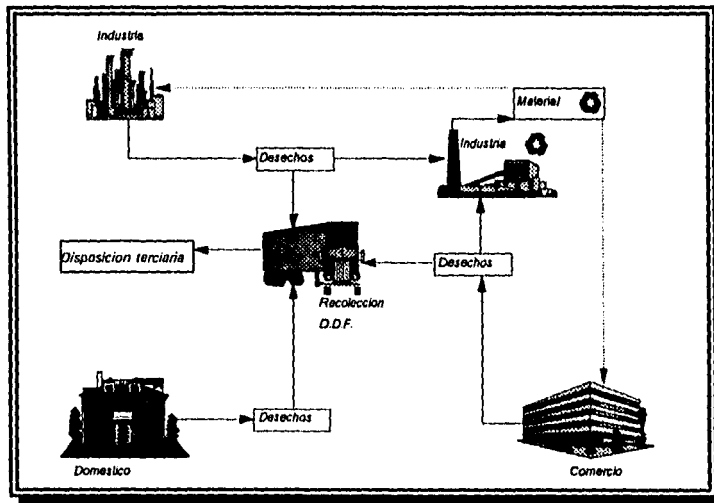 Industria
Material
Industria
Desechos
Disposicion terciaria
Desechos
Recoleccion
D.D.F.
Desechos
Domestico
Comercio